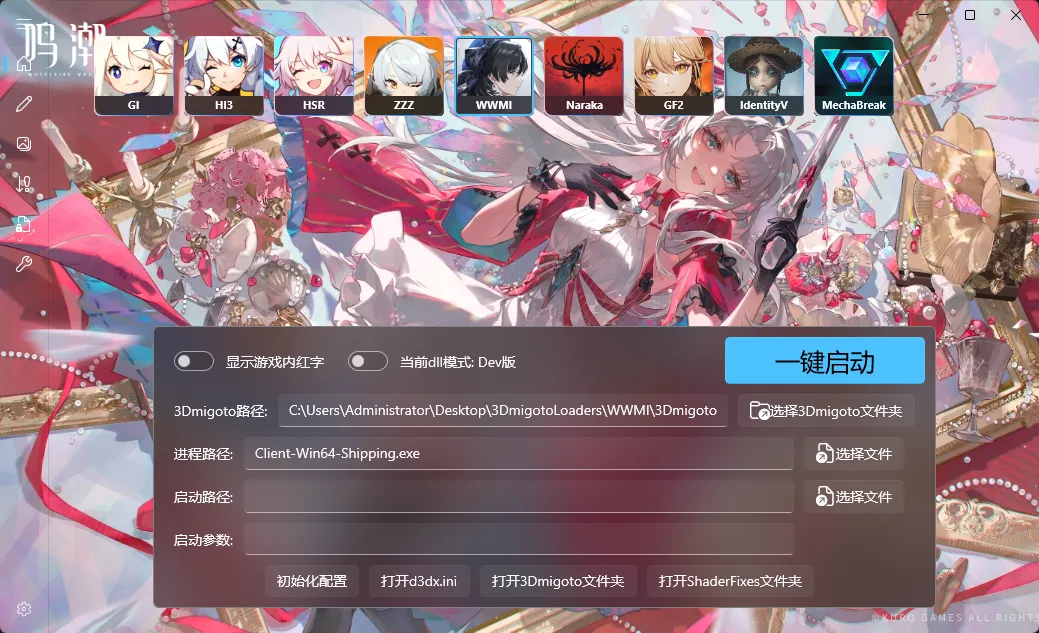 鸣潮
WUTHERING WAVES
GI
HI3
HSR
ZZZ
WWMI
Naraka
GF2
IdentityV
MechaBreak
显示游戏内红字
当前dll模式: Dev版
一键启动
3Dmigoto路径:
C:\Users\Administrator\Desktop\3DmigotoLoaders\WWMI\3Dmigoto
选择3Dmigoto文件夹
进程路径:
Client-Win64-Shipping.exe
选择文件
启动路径:
选择文件
启动参数:
初始化配置
打开d3dx.ini
打开3Dmigoto文件夹
打开ShaderFixes文件夹
©KURO GAMES ALL RIGHTS